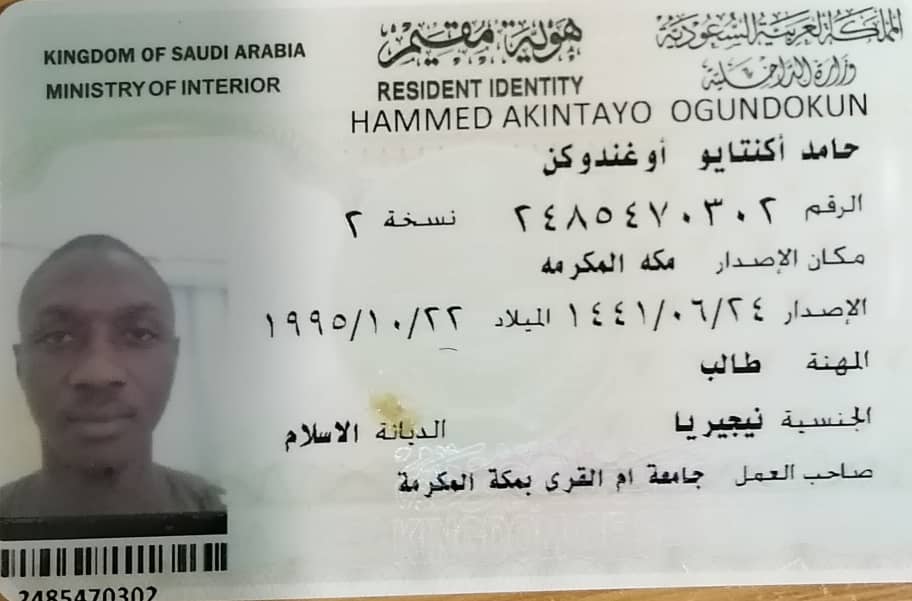 KINGDOM OF SAUDI ARABIA
MINISTRY OF INTERIOR
المملكة العربية السعودية
وزارة الداخلية
هوية مقيم
RESIDENT IDENTITY
HAMMED AKINTAYO OGUNDOKUN
حامد أكنتايو أوغندوكن
الرقم ٢٤٨٥٤٧٠٣٠٢ نسخة ٢
مكان الإصدار مكه المكرمه
الإصدار ١٤٤١/٠٦/٢٤ الميلاد ١٩٩٥/١٠/٢٢
المهنة طالب
الجنسية نيجيريا الديانة الاسلام
صاحب العمل جامعة ام القرى بمكة المكرمة
2485470302